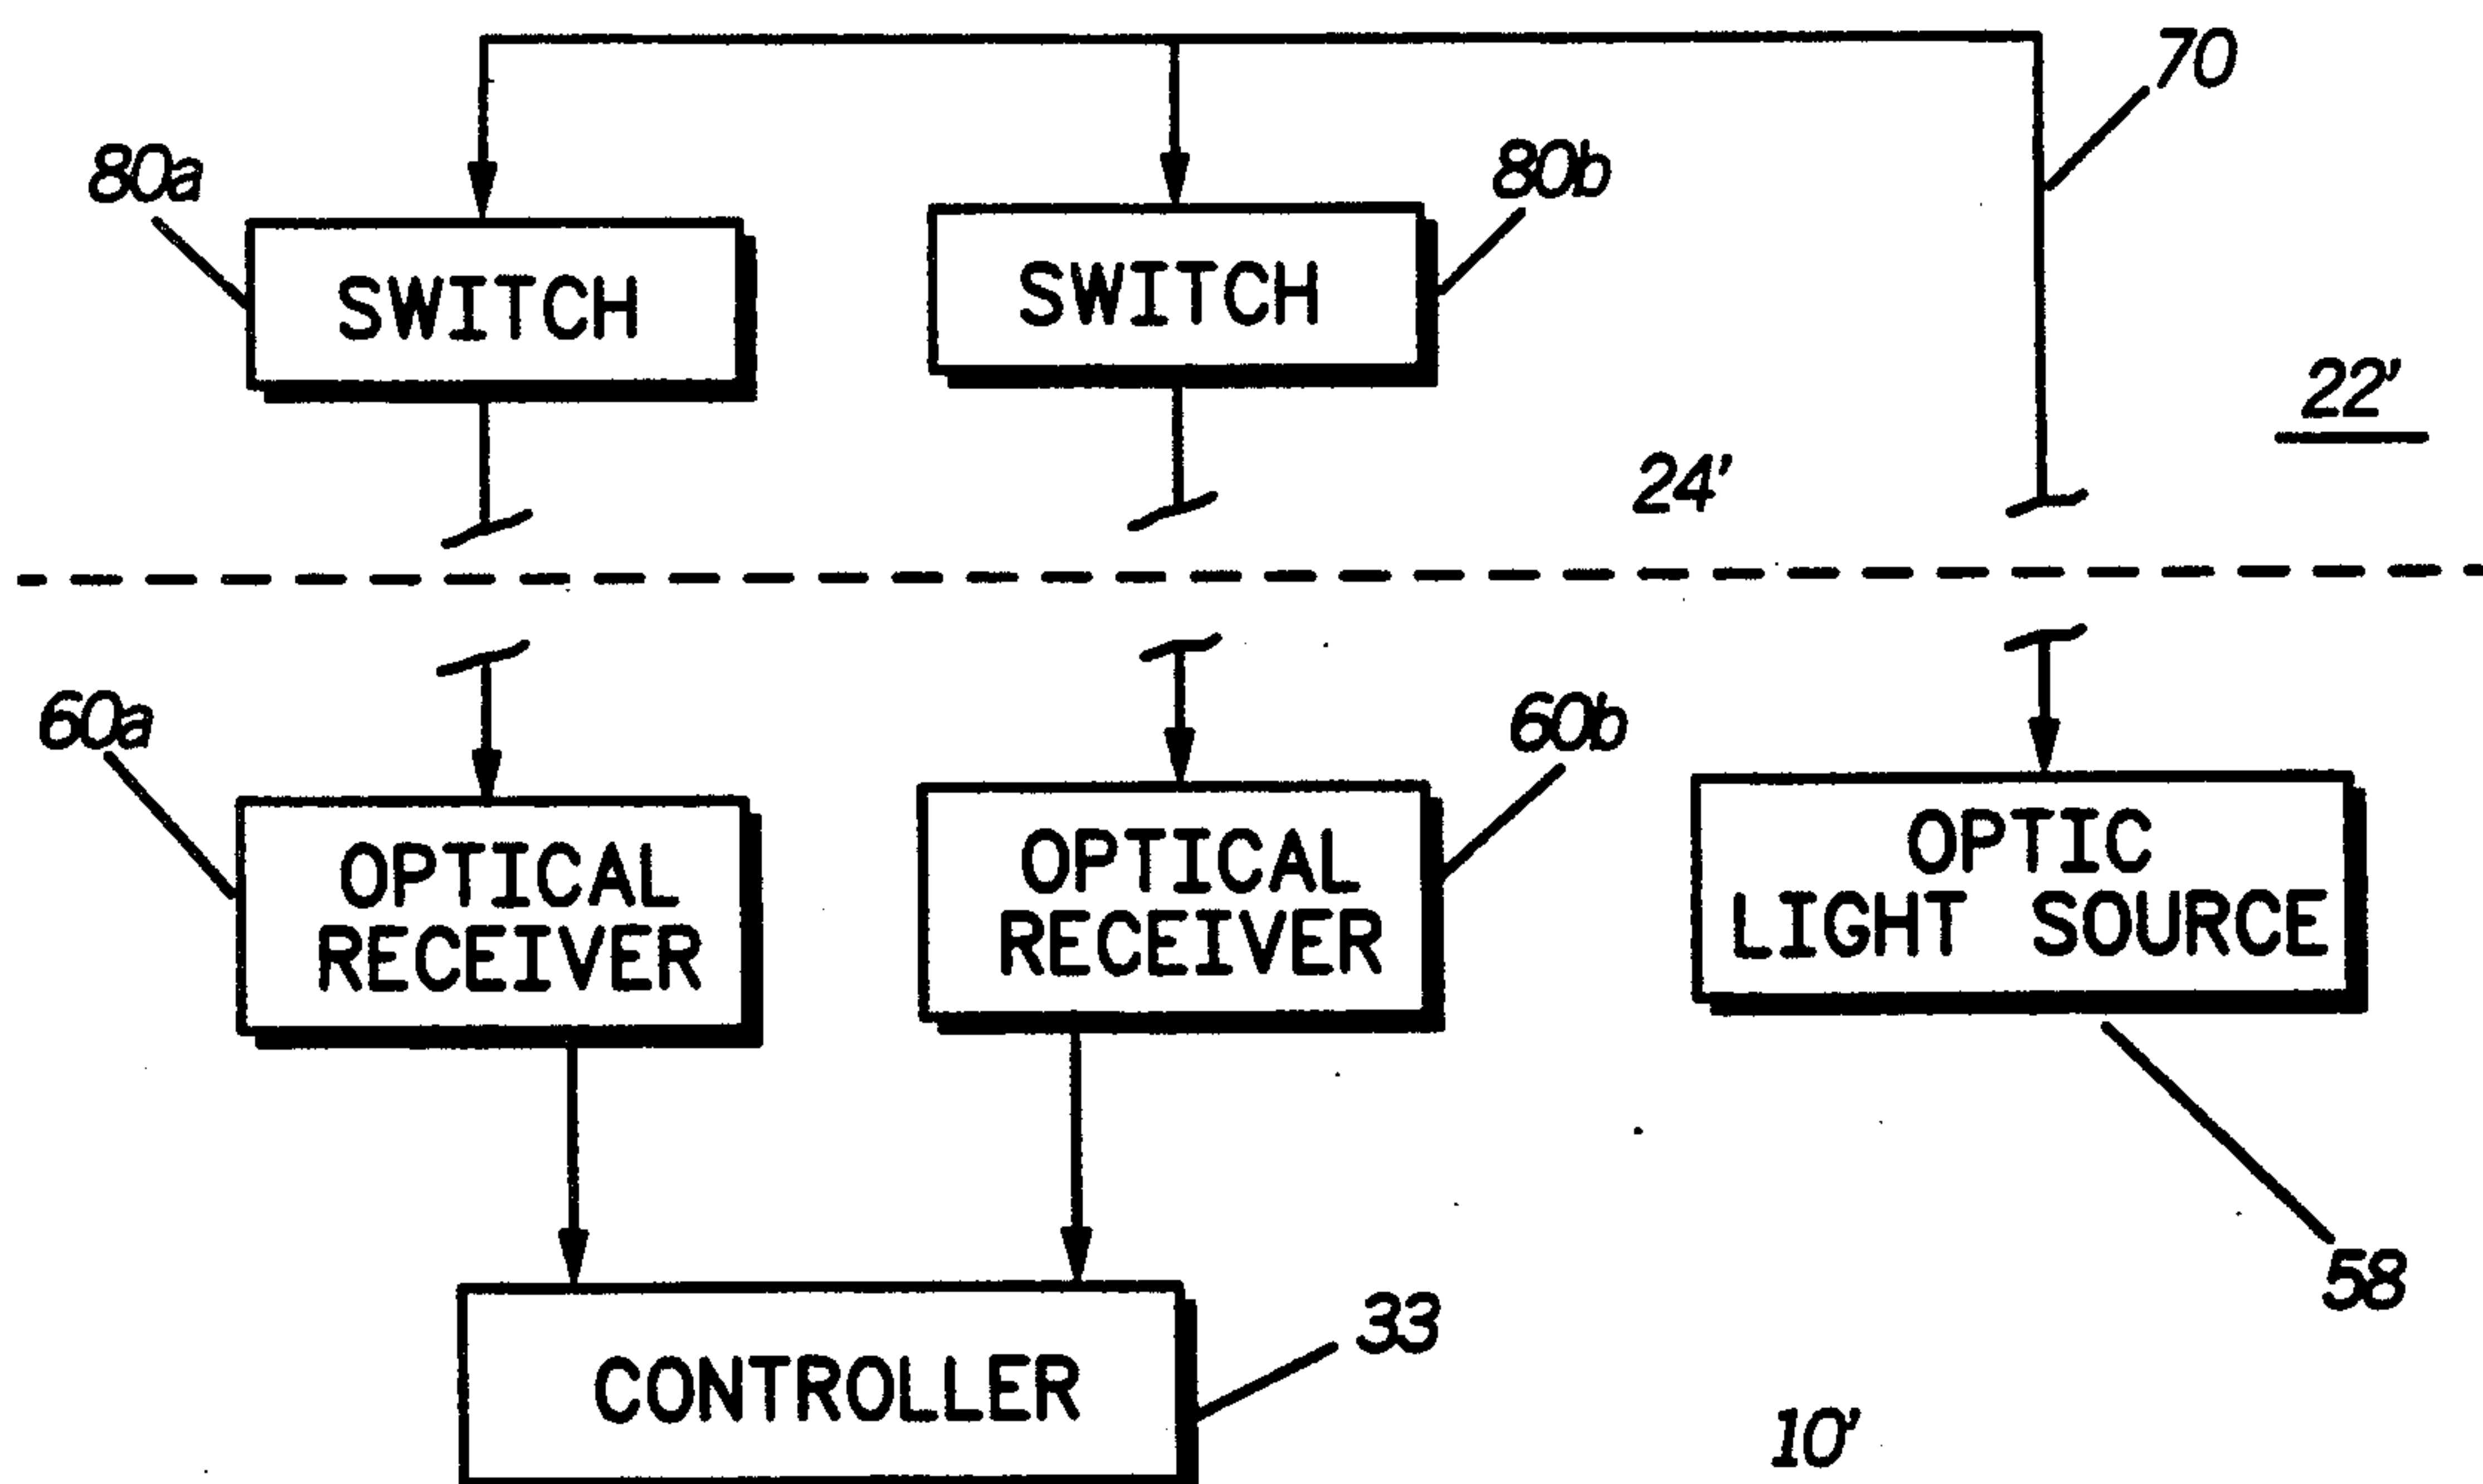 70
80a
80b
SWITCH
SWITCH
22'
24'
60a
60b
OPTICAL
RECEIVER
OPTICAL
RECEIVER
OPTIC
LIGHT SOURCE
58
33
CONTROLLER
10'